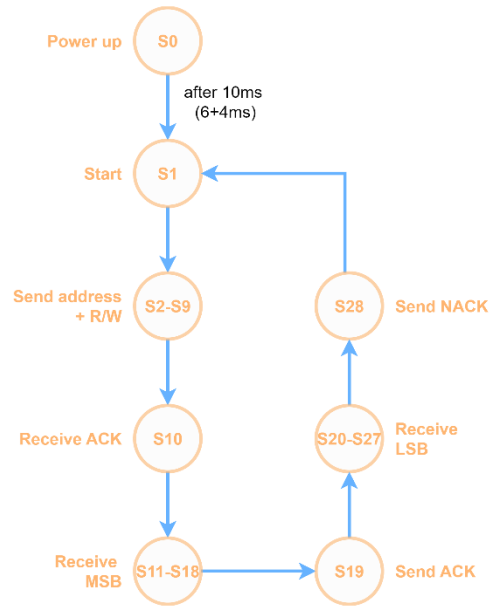 Power up
S0
after 10ms
(6+4ms)
Start
S1
Send address
+ R/W
S2-S9
S28
Send NACK
Receive ACK
S10
S20-S27
Receive
LSB
Receive
MSB
S11-S18
S19
Send ACK